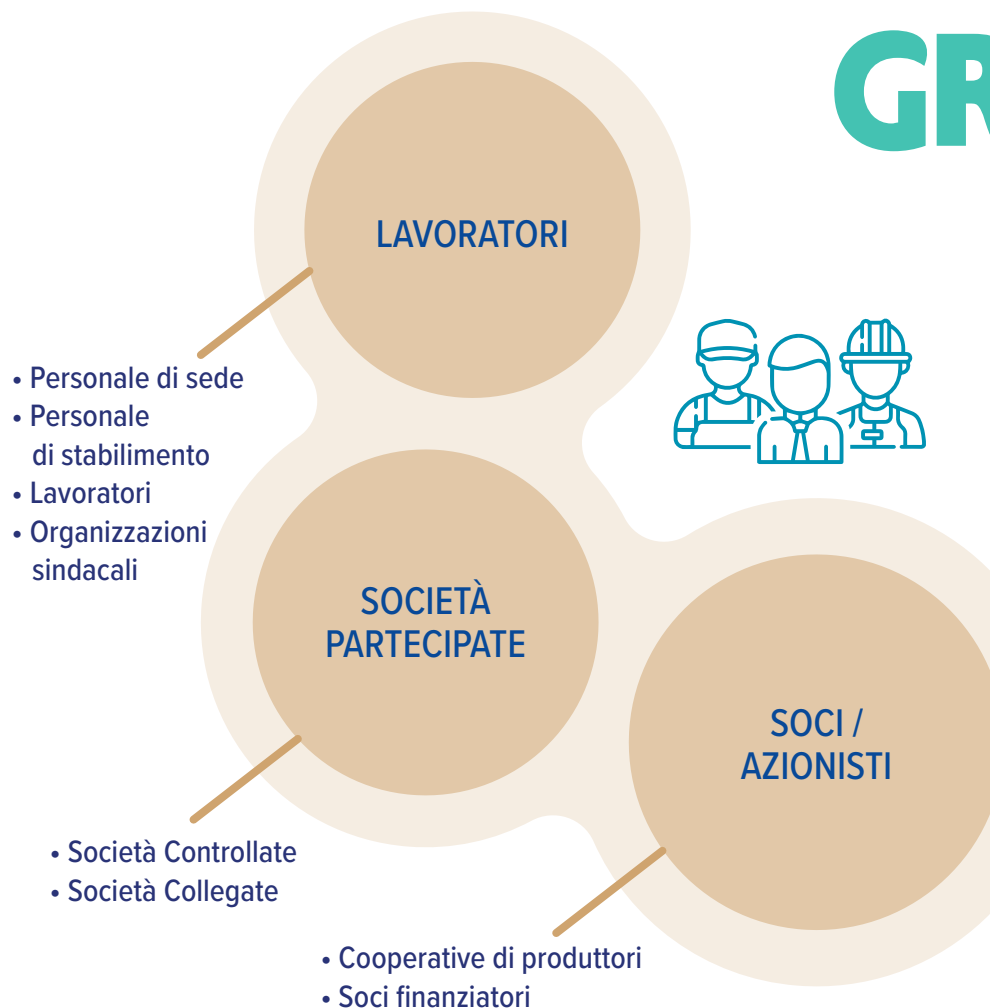 GR
LAVORATORI
• Personale di sede
• Personale
di stabilimento
• Lavoratori
• Organizzazioni
sindacali
SOCIETÀ
PARTECIPATE
• Società Controllate
• Società Collegate
SOCI /
AZIONISTI
• Cooperative di produttori
• Soci finanziatori